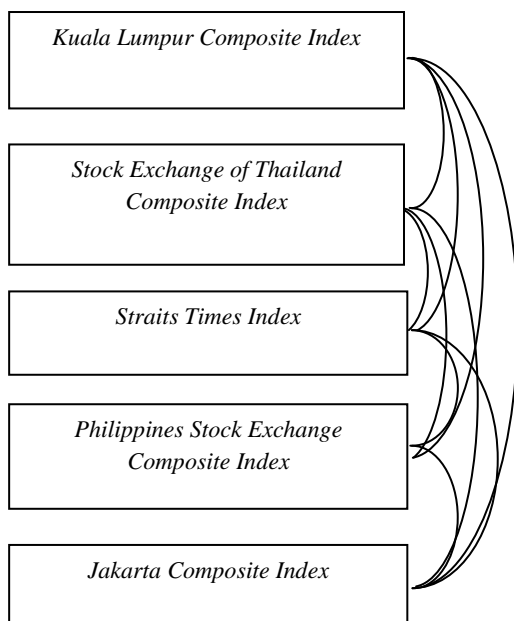 Kuala Lumpur Composite Index
Stock Exchange of Thailand
Composite Index
Straits Times Index
Philippines Stock Exchange
Composite Index
Jakarta Composite Index